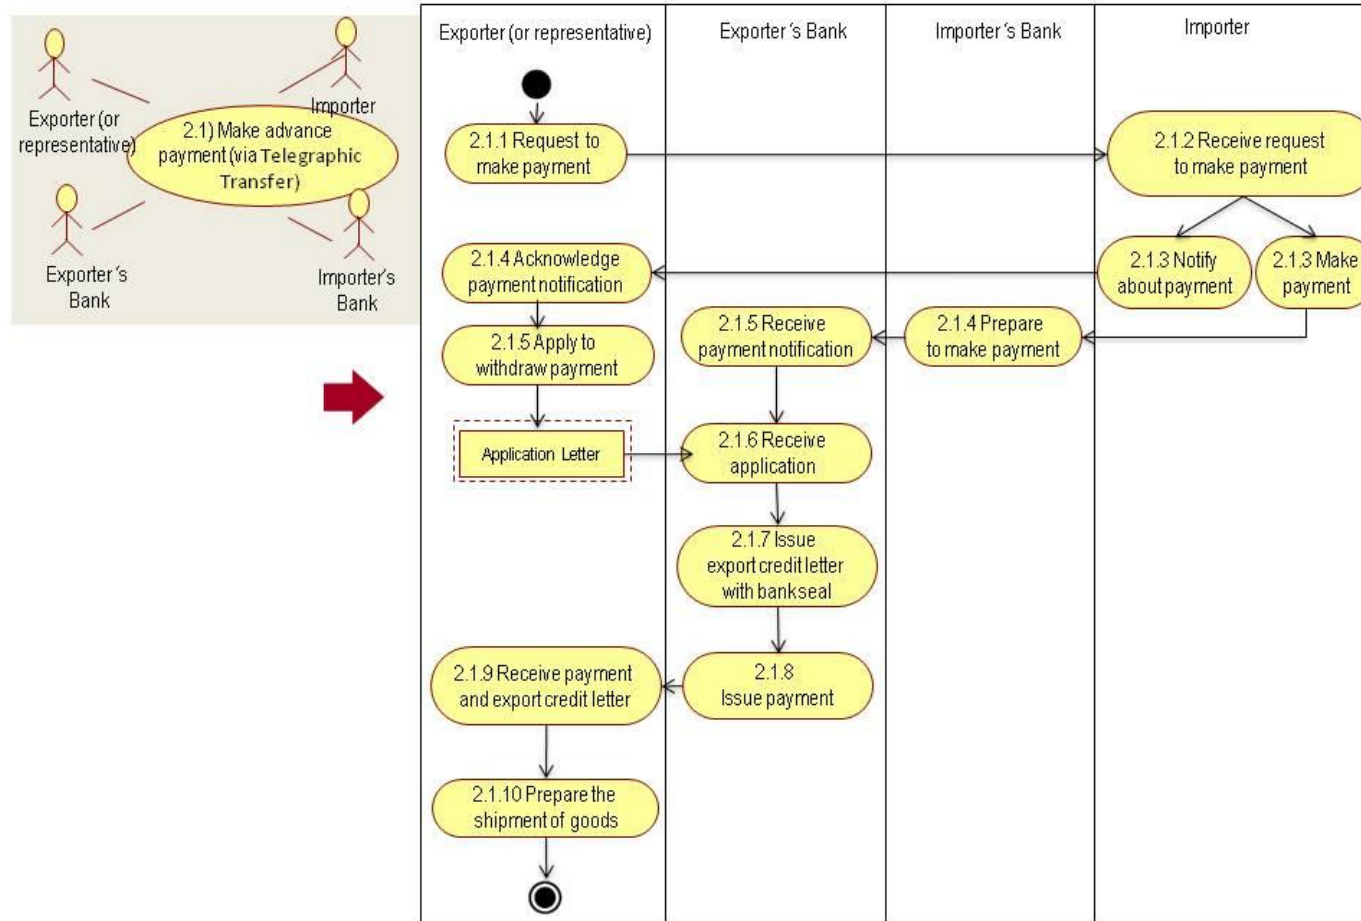 Exporter (or
representative)
Importer
2.1) Make advance
payment (via Telegraphic
Transfer)
Exporter ‘s
Bank
Importer's
Bank
Exporter (or representative)
Exporter ‘s Bank
Importer's Bank
Importer
2.1.1 Request to
make payment
2.1.2 Receive request
to make payment
2.1.4 Acknowledge
payment notification
2.1.3 Notify
about payment
2.1.3 Make
payment
2.1.5 Apply to
withdraw payment
2.1.5 Receive
payment notification
2.1.4 Prepare
to make payment
Application Letter
2.1.6 Receive
application
2.1.7 Issue
export credit letter
with bank seal
2.1.9 Receive payment
and export credit letter
2.1.8
Issue payment
2.1.10 Prepare the
shipment of goods